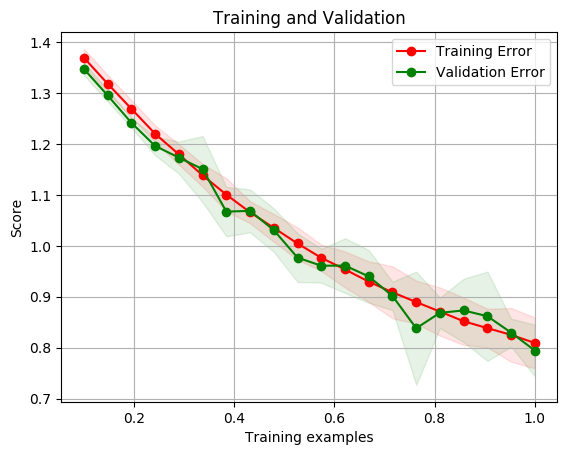 Training and Validation
Training Error
Validation Error
1.4
1.3
1.2
1.1
1.0
0.9
0.8
0.7
Score
0.2
0.4
0.6
0.8
1.0
Training examples